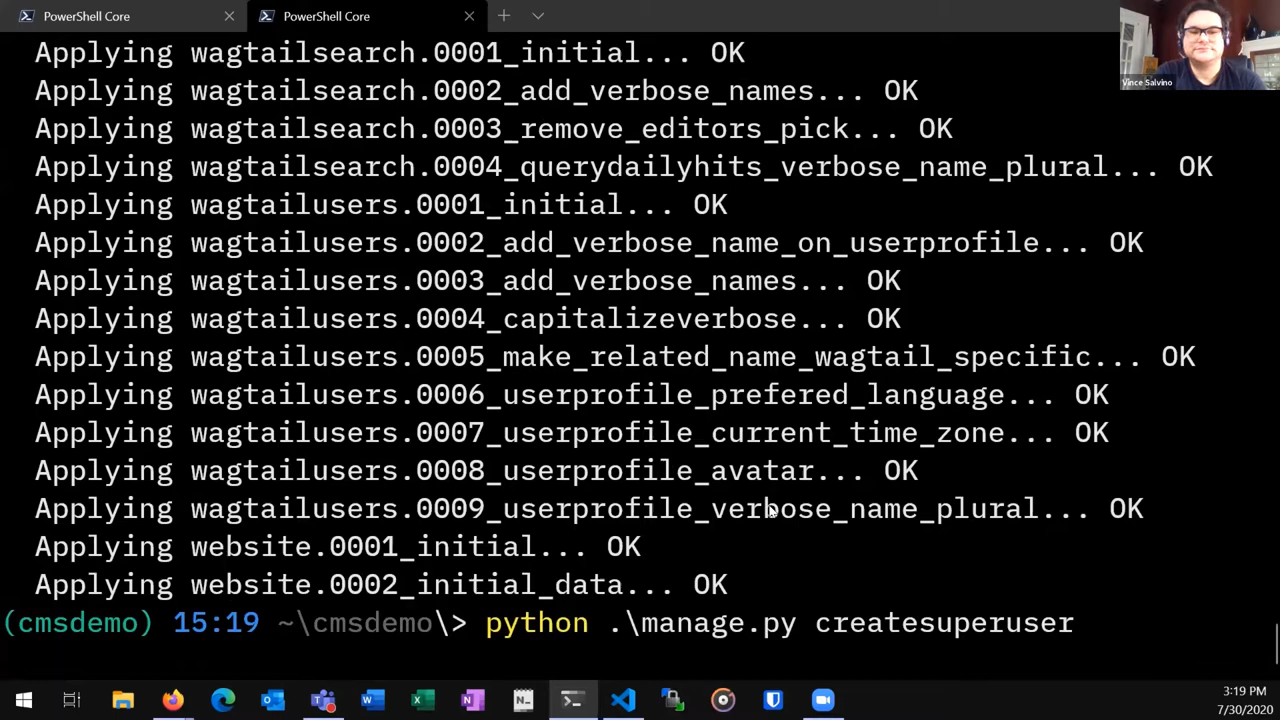 PowerShell Core
PowerShell Core
Vince Salvino
Applying wagtailsearch.0001_initial... OK
Applying wagtailsearch.0002_add_verbose_names... OK
Applying wagtailsearch.0003_remove_editors_pick... OK
Applying wagtailsearch.0004_querydailyhits_verbose_name_plural... OK
Applying wagtailusers.0001_initial... OK
Applying wagtailusers.0002_add_verbose_name_on_userprofile... OK
Applying wagtailusers.0003_add_verbose_names... OK
Applying wagtailusers.0004_capitalizeverbose... OK
Applying wagtailusers.0005_make_related_name_wagtail_specific... OK
Applying wagtailusers.0006_userprofile_prefered_language... OK
Applying wagtailusers.0007_userprofile_current_time_zone... OK
Applying wagtailusers.0008_userprofile_avatar... OK
Applying wagtailusers.0009_userprofile_verbose_name_plural... OK
Applying website.0001_initial... OK
Applying website.0002_initial_data... OK
(cmsdemo) 15:19 ~\cmsdemo\> python .\manage.py createsuperuser
3:19 PM
7/30/2020